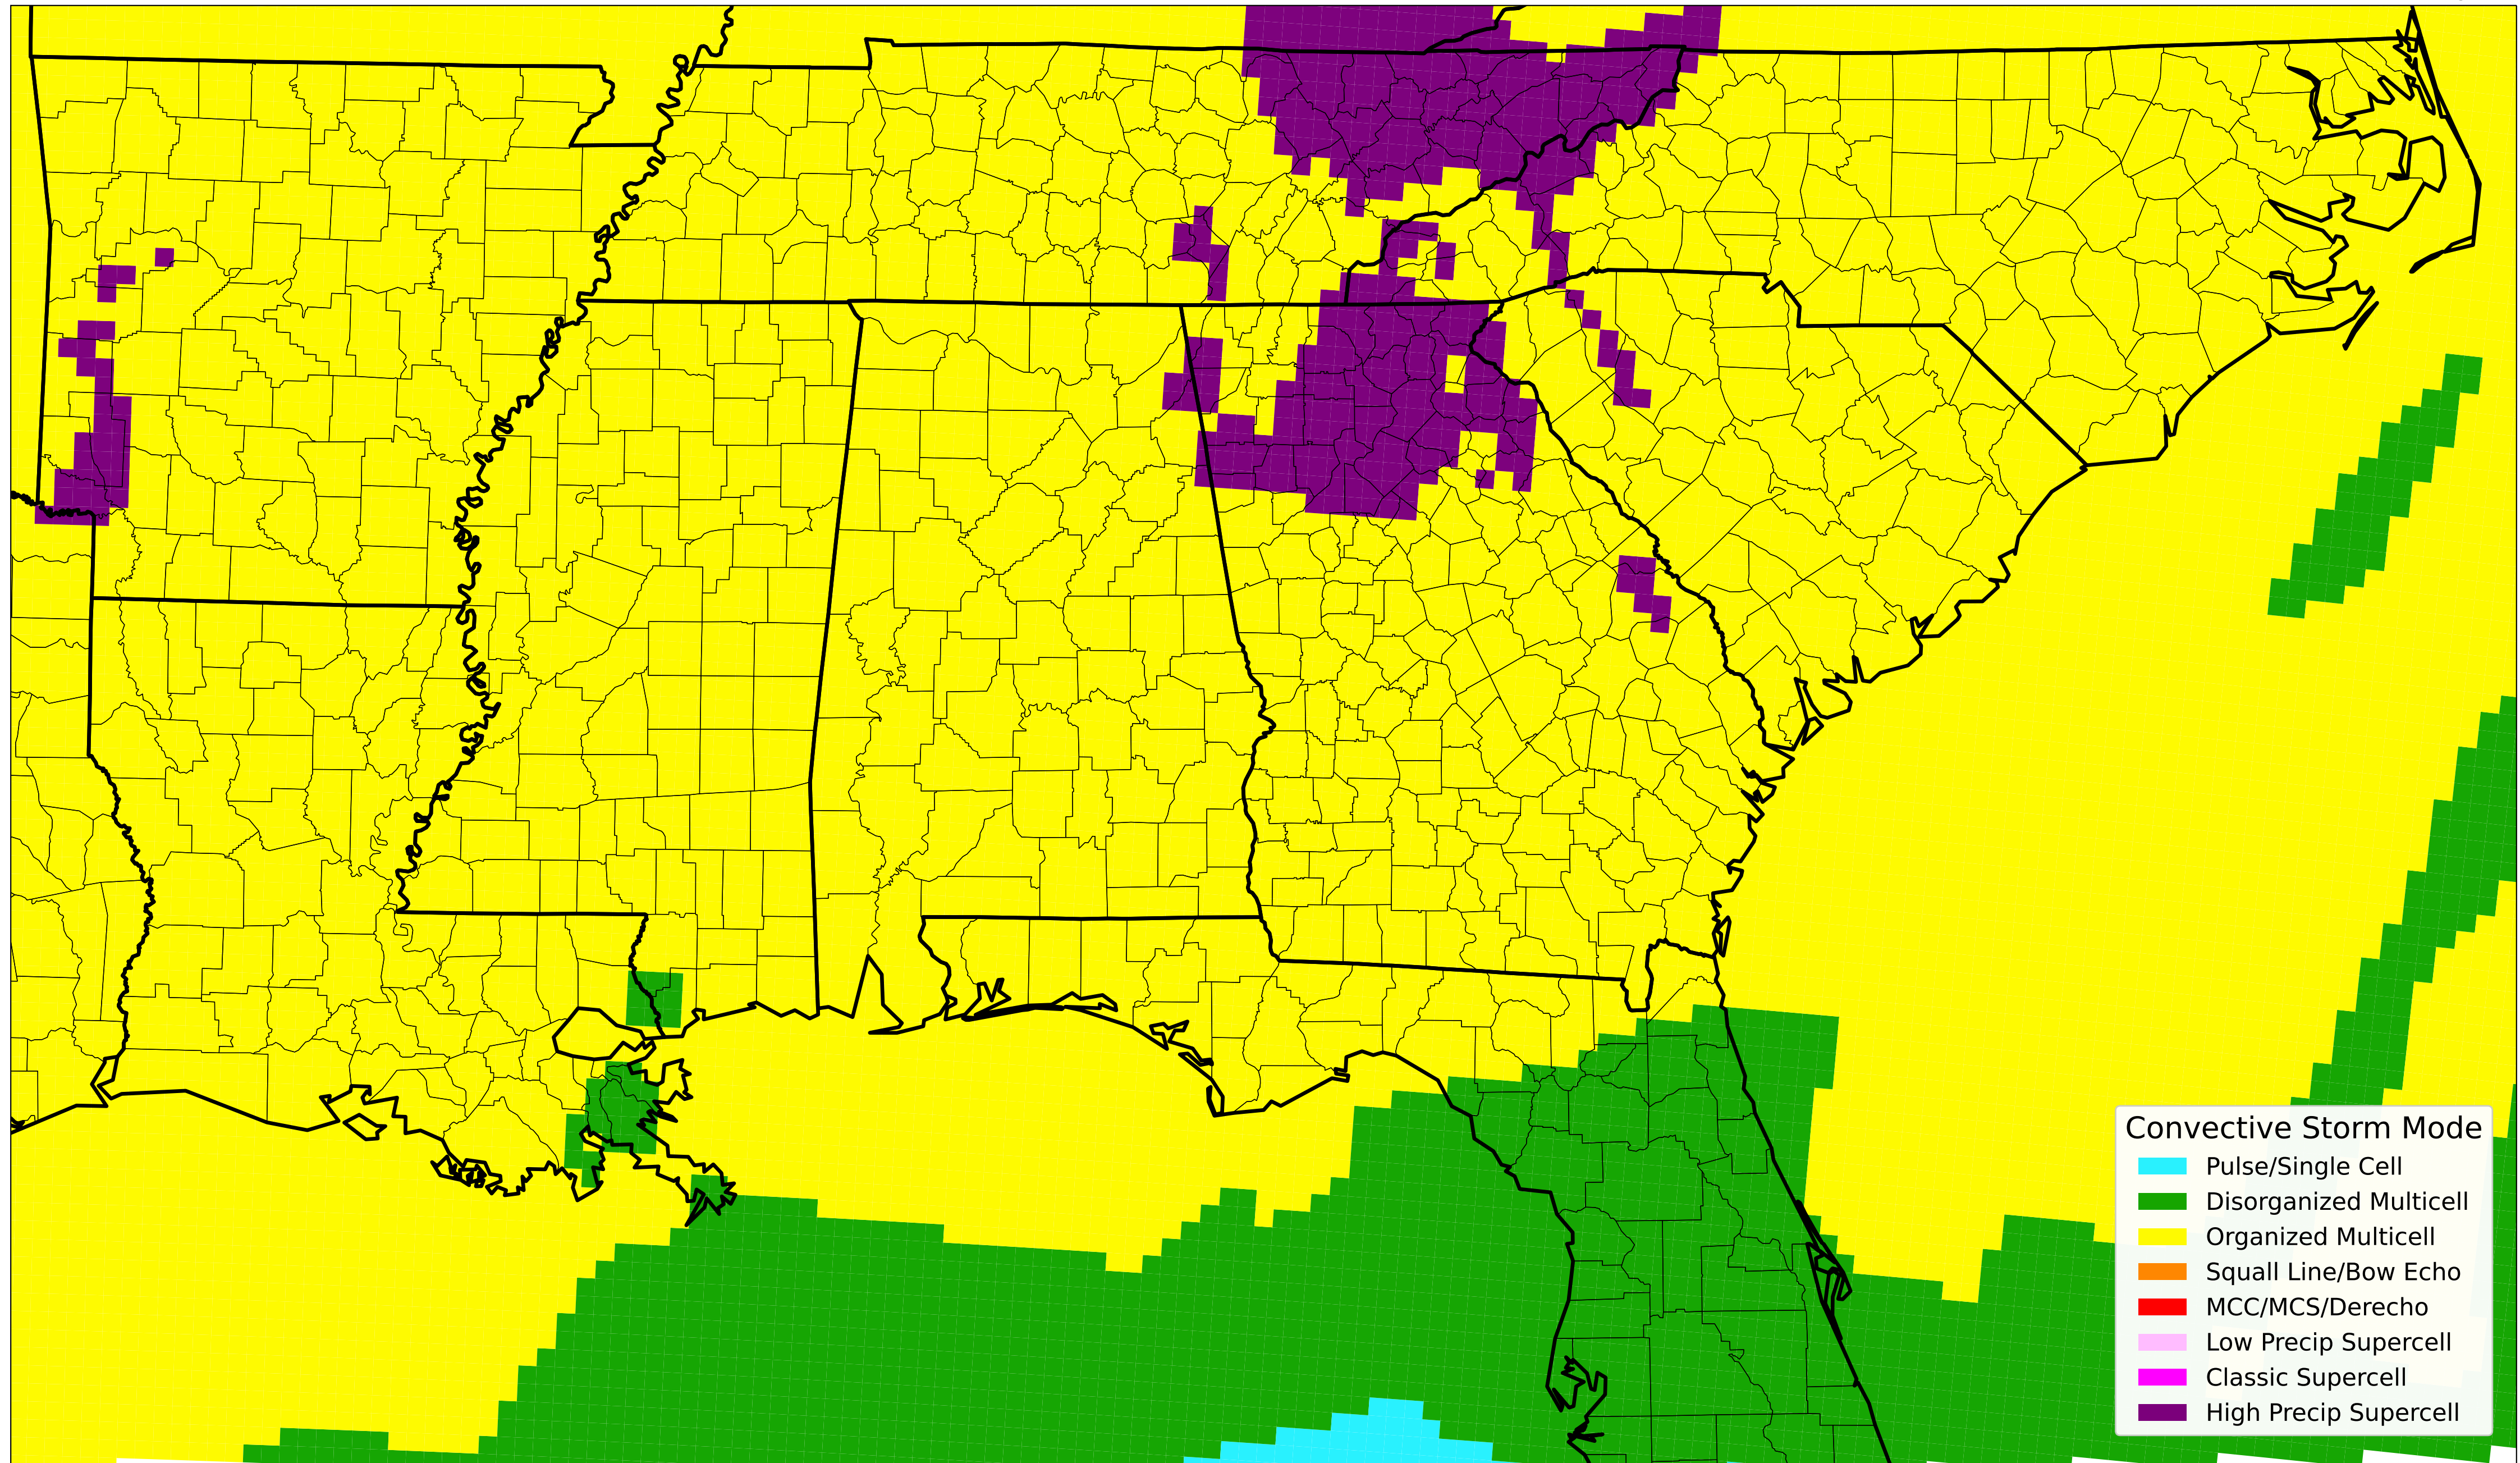 Convective Storm Mode
Pulse/Single Cell
Disorganized Multicell
Organized Multicell
Squall Line/Bow Echo
MCC/MCS/Derecho
Low Precip Supercell
Classic Supercell
High Precip Supercell